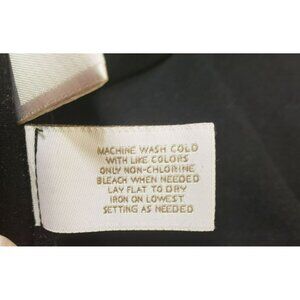 MACHINE WASH COLD
WITH LIKE COLORS
ONLY NON-CHLORINE
BLEACH WHEN NEEDED
LAY FLAT TO DRY
IRON ON LOWEST
SETTING AS NEEDED